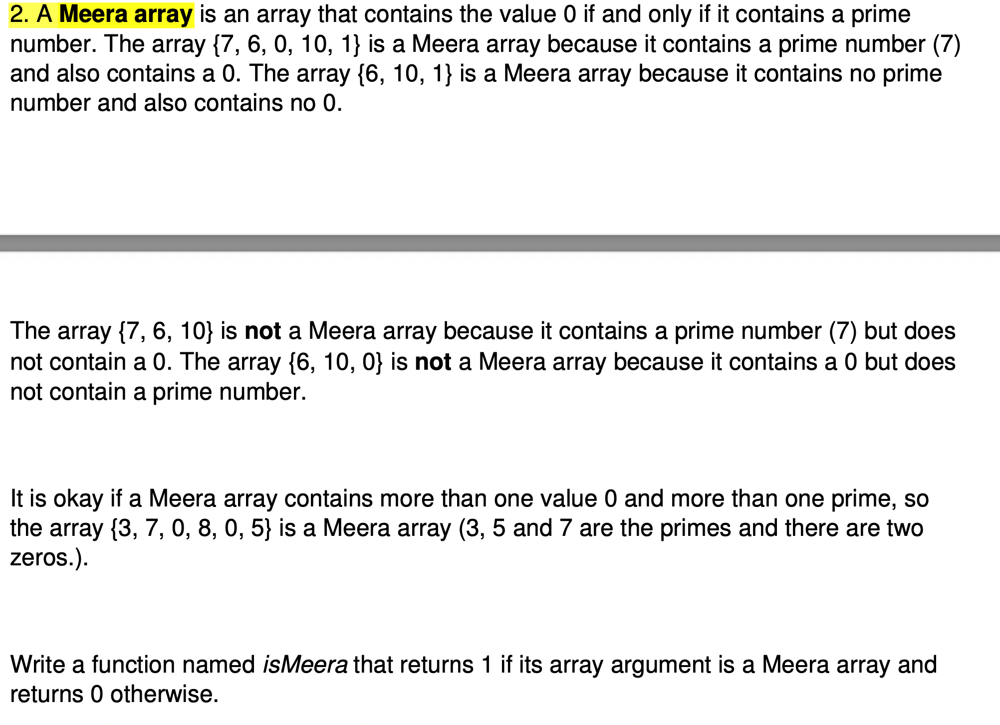 2. A Meera array is an array that contains the value 0 if and only if it contains a prime
number. The array {7, 6, 0, 10, 1} is a Meera array because it contains a prime number (7)
and also contains a 0. The array {6, 10, 1} is a Meera array because it contains no prime
number and also contains no 0.
The array {7, 6, 10} is not a Meera array because it contains a prime number (7) but does
not contain a 0. The array {6, 10, 0} is not a Meera array because it contains a 0 but does
not contain a prime number.
It is okay if a Meera array contains more than one value 0 and more than one prime, so
the array {3, 7, 0, 8, 0, 5} is a Meera array (3, 5 and 7 are the primes and there are two
zeros.).
Write a function named isMeera that returns 1 if its array argument is a Meera array and
returns 0 otherwise.